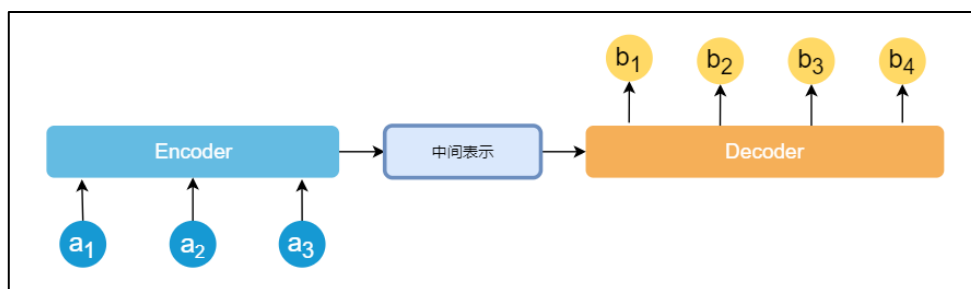 b₁ b₂ b₃ b₄
Encoder 中间表示 Decoder
a₁ a₂ a₃